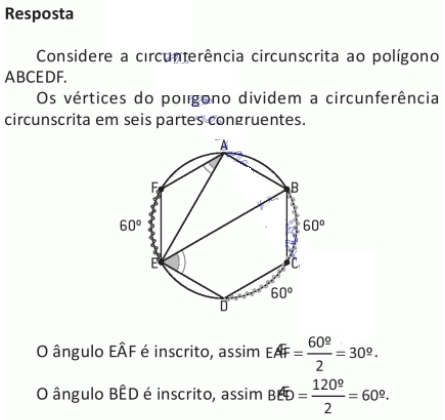 Resposta
Considere a circunferência circunscrita ao polígono
ABCEDF.
Os vértices do polígono dividem a circunferência
circunscrita em seis partes congruentes.
A
F
B
60º
60º
E
C
60º
D
O ângulo EÂF é inscrito, assim EÂF = 60º/2 = 30º.
O ângulo BÊD é inscrito, assim BÊD = 120º/2 = 60º.